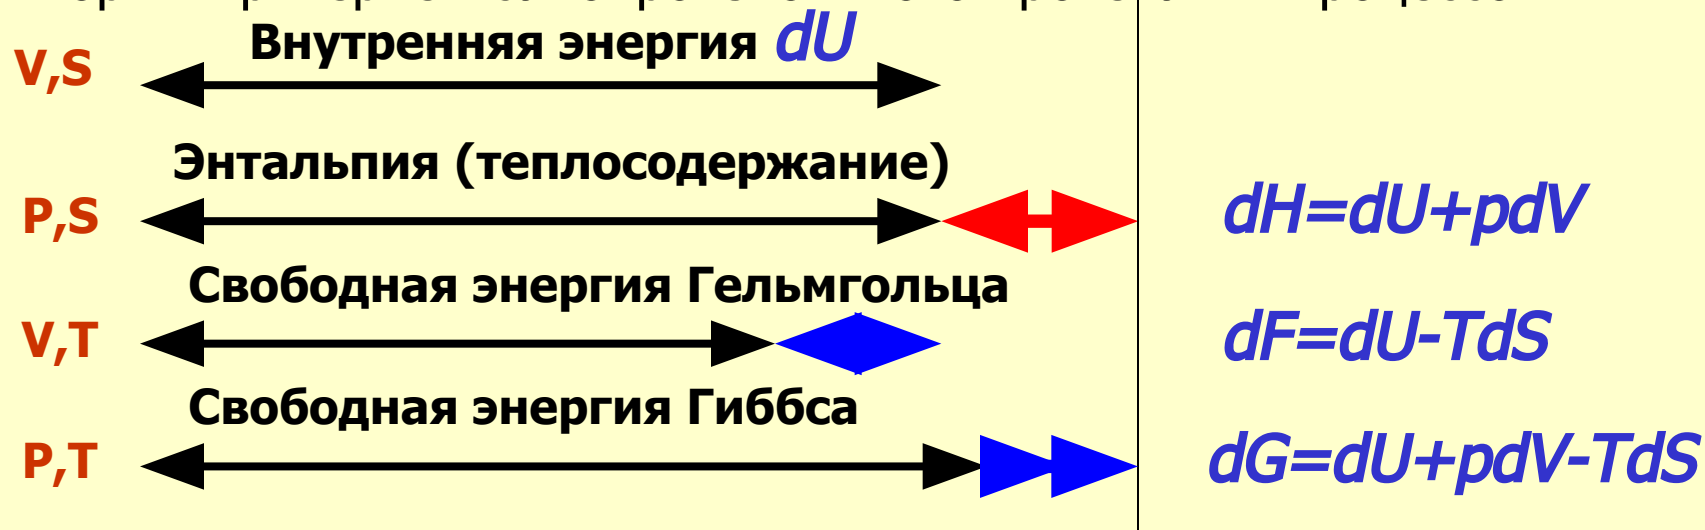 Внутренняя энергия dU
V,S
Энтальпия (теплосодержание)
P,S
dH=dU+pdV
Свободная энергия Гельмгольца
V,T
dF=dU-TdS
Свободная энергия Гиббса
P,T
dG=dU+pdV-TdS